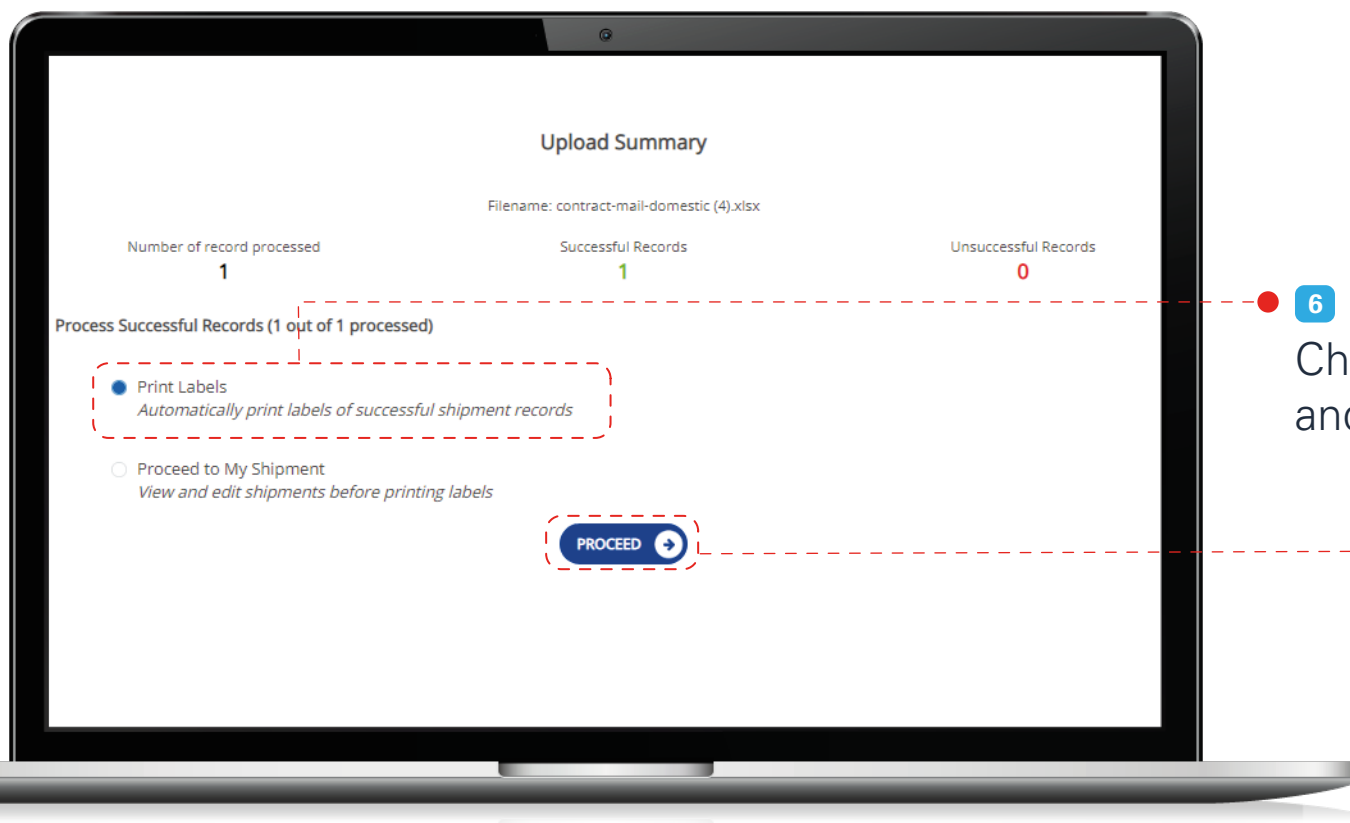 Upload Summary
Filename: contract-mail-domestic (4).xlsx
Number of record processed
Successful Records
Unsuccessful Records
1
1
0
Process Successful Records (1 out of 1 processed)
Print Labels
Automatically print labels of successful shipment records
Proceed to My Shipment
View and edit shipments before printing labels
PROCEED
6